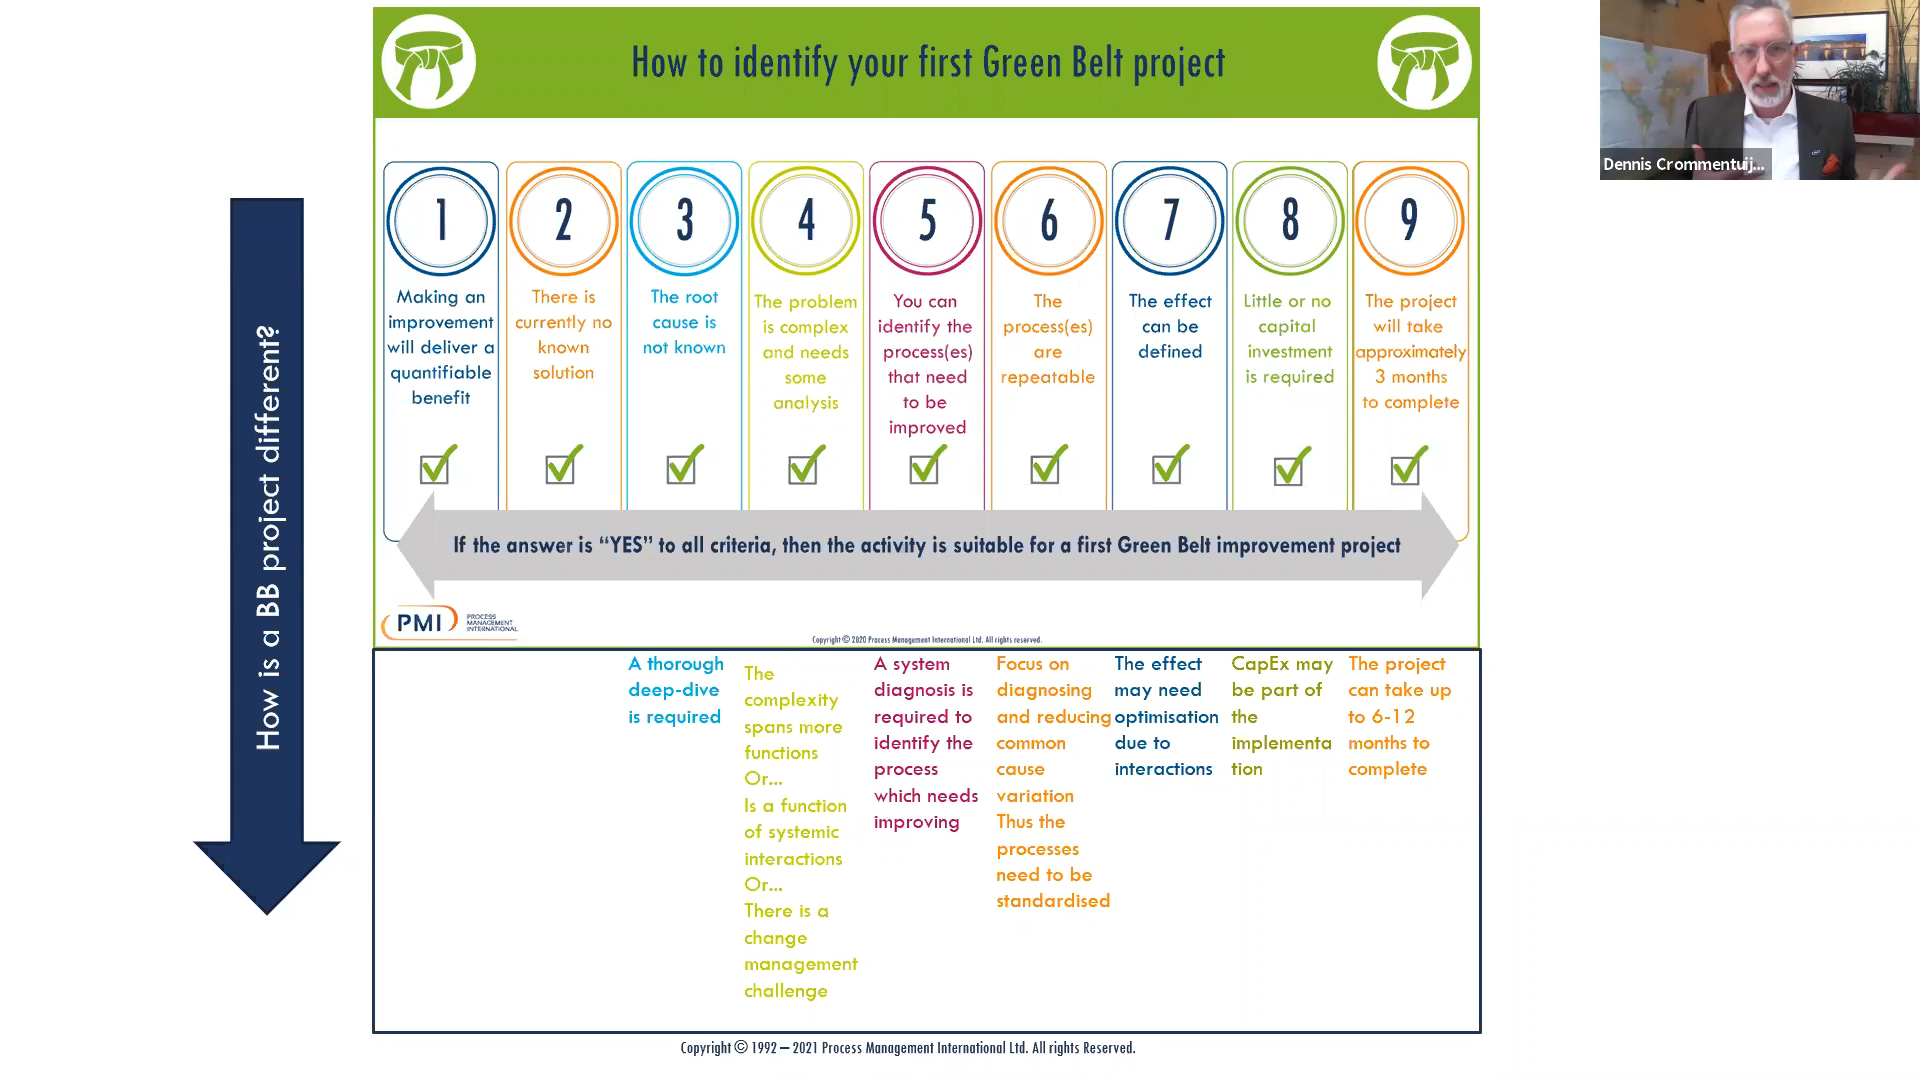 How to identify your first Green Belt project
Dennis Crommentuij...
How is a BB project different?
1
Making an
improvement
will deliver a
quantifiable
benefit
2
There is
currently no
known
solution
3
The root
cause is
not known
4
The problem
is complex
and needs
some
analysis
5
You can
identify the
process(es)
that need
to be
improved
6
The
process(es)
are
repeatable
7
The effect
can be
defined
8
Little or no
capital
investment
is required
9
The project
will take
approximately
3 months
to complete
If the answer is “YES” to all criteria, then the activity is suitable for a first Green Belt improvement project
PMI
PROCESS
MANAGEMENT
INTERNATIONAL
Copyright © 2020 Process Management International Ltd. All rights reserved.
A thorough
deep-dive
is required
The
complexity
spans more
functions
Or...
Is a function
of systemic
interactions
Or...
There is a
change
management
challenge
A system
diagnosis is
required to
identify the
process
which needs
improving
Focus on
diagnosing
and reducing
common
cause
variation
Thus the
processes
need to be
standardised
The effect
may need
optimisation
due to
interactions
CapEx may
be part of
the
implementa
tion
The project
can take up
to 6-12
months to
complete
Copyright © 1992 – 2021 Process Management International Ltd. All rights Reserved.